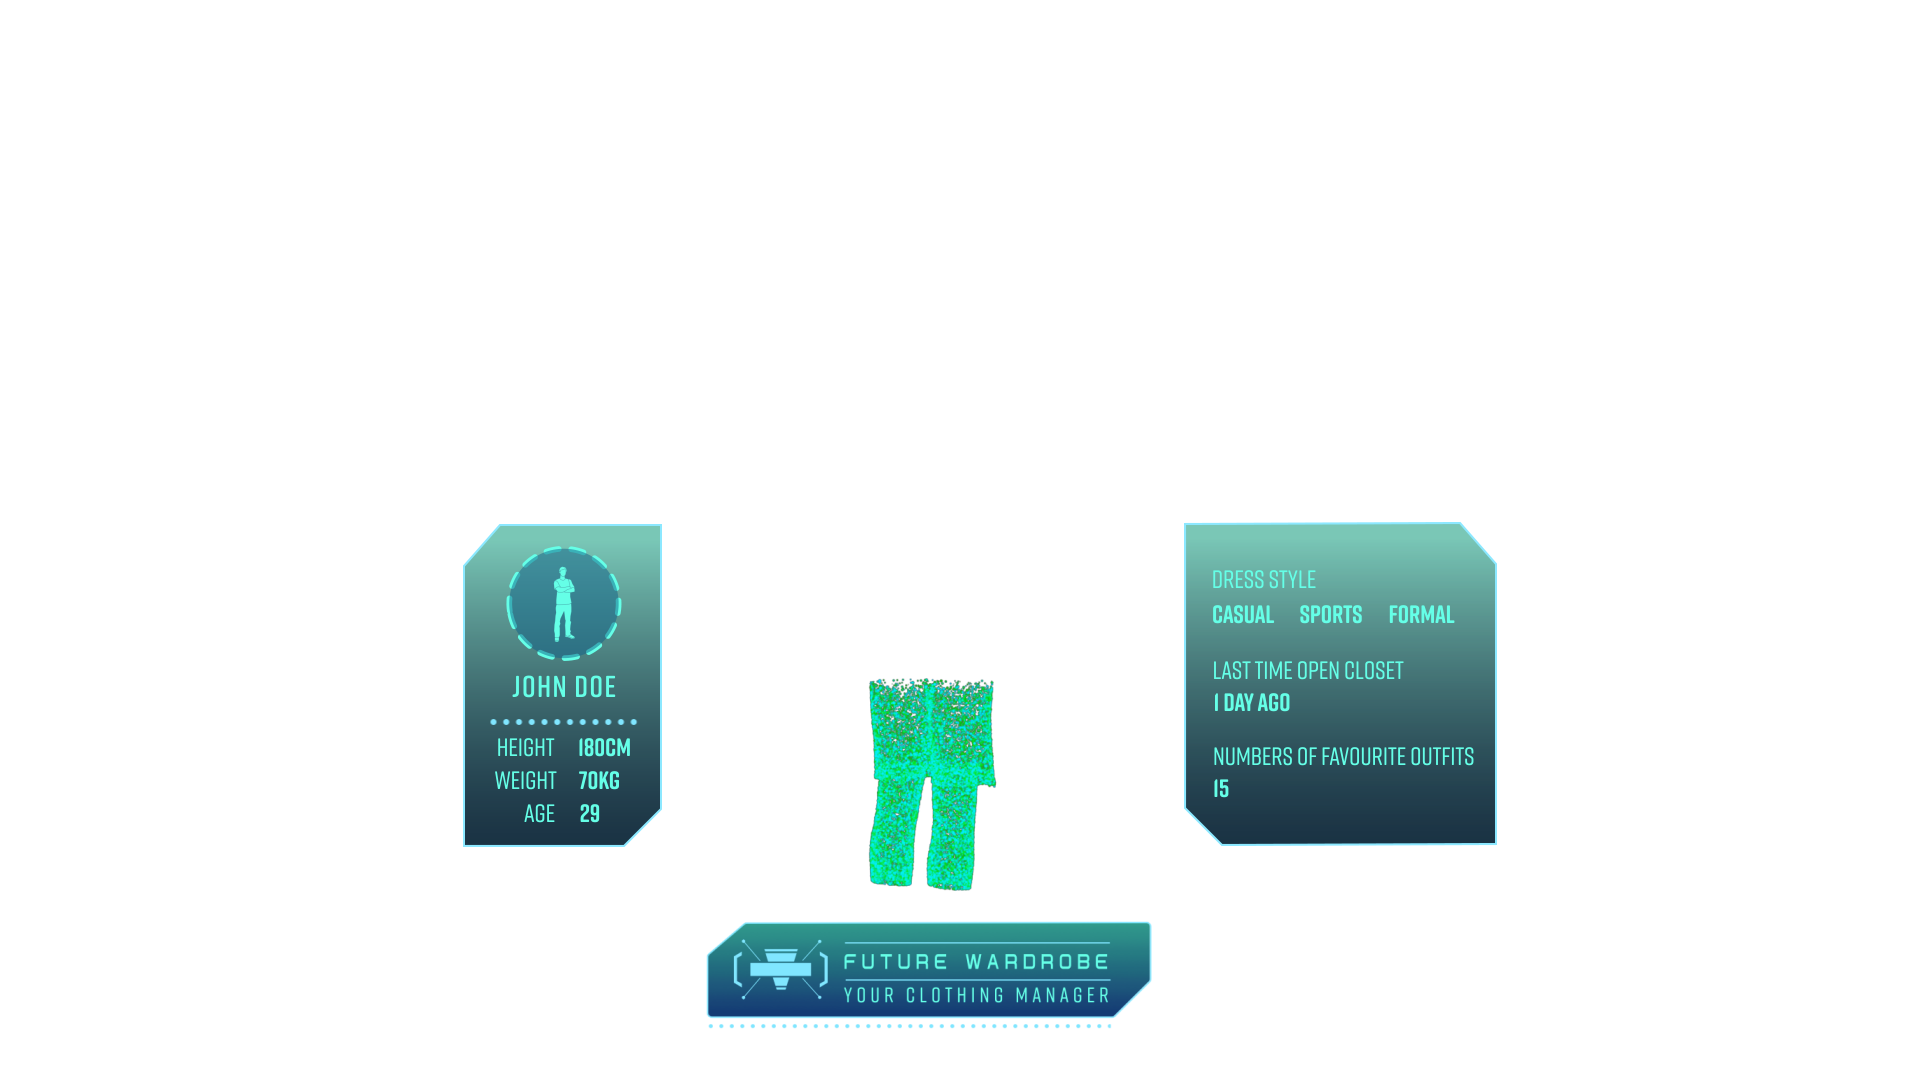 JOHN DOE
HEIGHT 180CM
WEIGHT 70KG
AGE 29
DRESS STYLE
CASUAL SPORTS FORMAL
LAST TIME OPEN CLOSET
1 DAY AGO
NUMBERS OF FAVOURITE OUTFITS
15
FUTURE WARDROBE
YOUR CLOTHING MANAGER